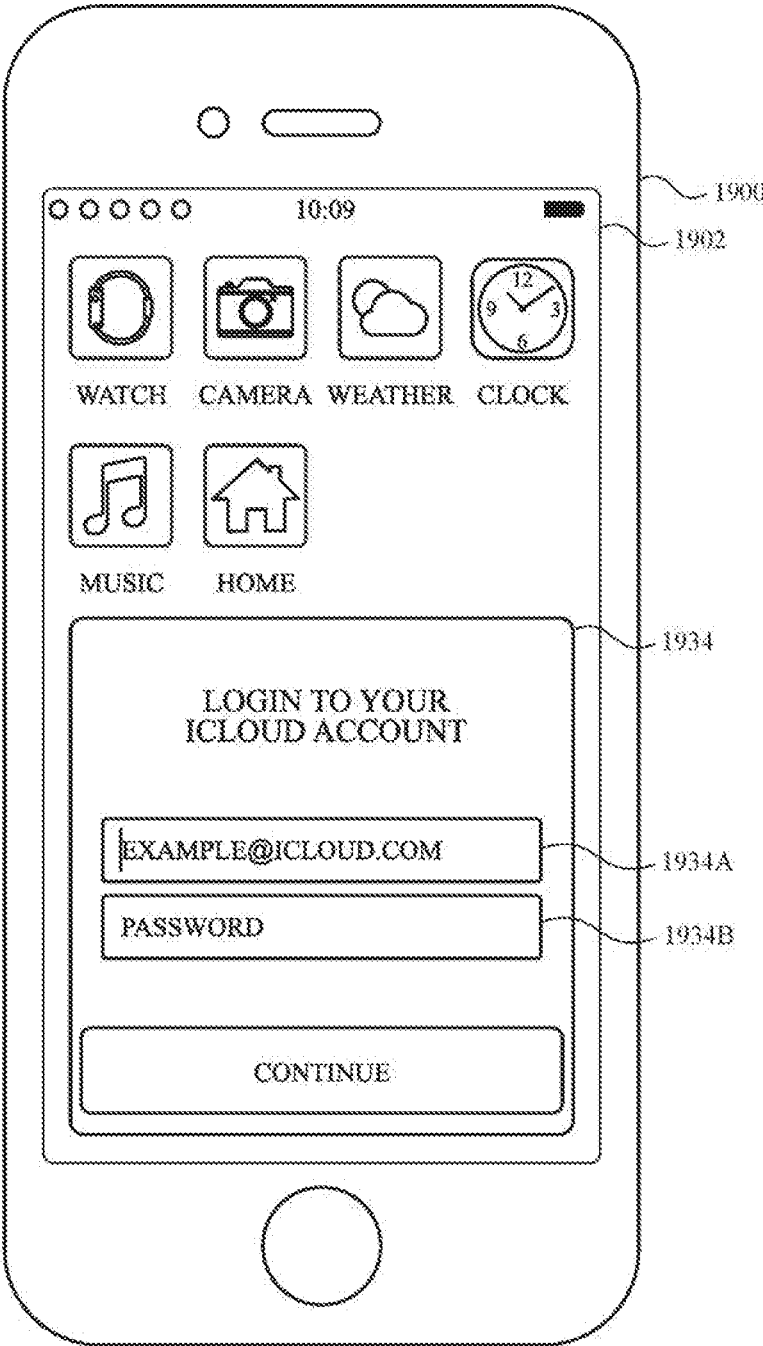 10:09
1900
1902
12
9 3
6
WATCH CAMERA WEATHER CLOCK
MUSIC HOME
1934
LOGIN TO YOUR
ICLOUD ACCOUNT
EXAMPLE@ICLOUD.COM
1934A
PASSWORD
1934B
CONTINUE